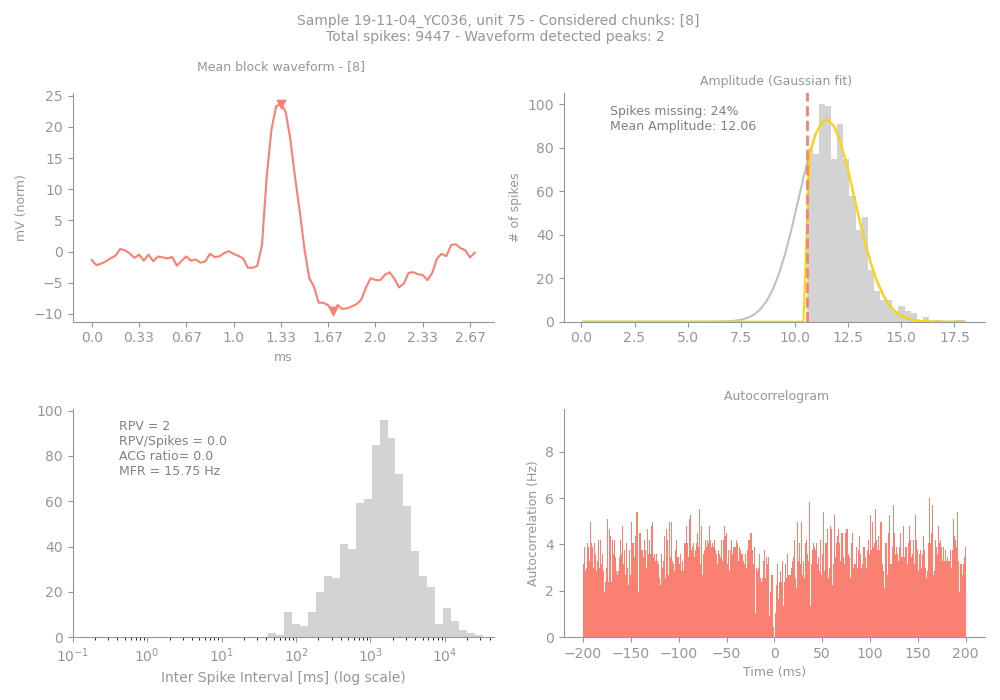 Sample 19-11-04_YC036, unit 75 - Considered chunks: [8]
Total spikes: 9447 - Waveform detected peaks: 2
Mean block waveform - [8]
mV (norm)
25
20
15
10
5
0
−5
−10
0.0 0.33 0.67 1.0 1.33 1.67 2.0 2.33 2.67
ms
Amplitude (Gaussian fit)
Spikes missing: 24%
Mean Amplitude: 12.06
# of spikes
100
80
60
40
20
0
0.0 2.5 5.0 7.5 10.0 12.5 15.0 17.5
RPV = 2
RPV/Spikes = 0.0
ACG ratio= 0.0
MFR = 15.75 Hz
100
80
60
40
20
0
10⁻¹ 10⁰ 10¹ 10² 10³ 10⁴
Inter Spike Interval [ms] (log scale)
Autocorrelogram
Autocorrelation (Hz)
8
6
4
2
0
−200 −150 −100 −50 0 50 100 150 200
Time (ms)